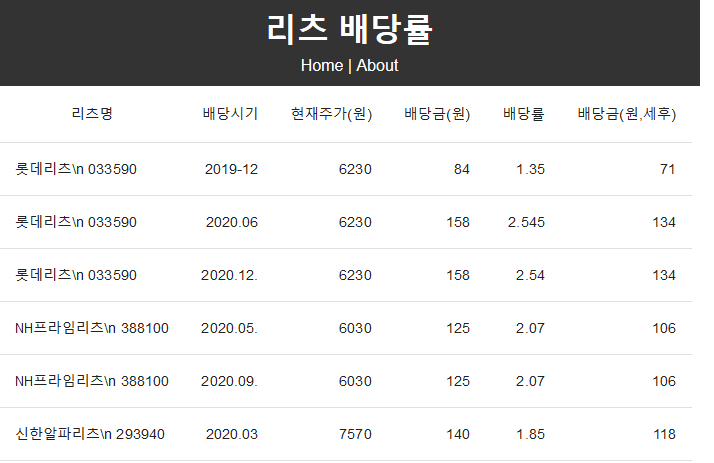 리츠 배당률
Home | About
리츠명 배당시기 현재주가(원) 배당금(원) 배당률 배당금(원,세후)
롯데리츠\n 033590 2019-12 6230 84 1.35 71
롯데리츠\n 033590 2020.06 6230 158 2.545 134
롯데리츠\n 033590 2020.12. 6230 158 2.54 134
NH프라임리츠\n 388100 2020.05. 6030 125 2.07 106
NH프라임리츠\n 388100 2020.09. 6030 125 2.07 106
신한알파리츠\n 293940 2020.03 7570 140 1.85 118